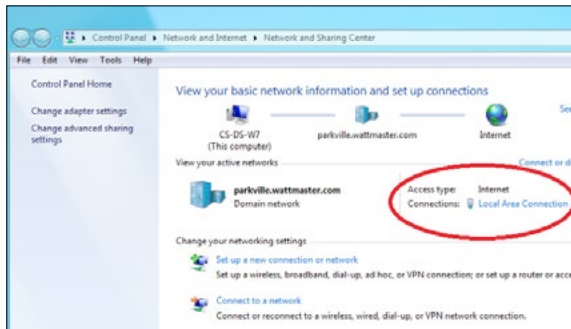 Control Panel ▸ Network and Internet ▸ Network and Sharing Center
File Edit View Tools Help
Control Panel Home
Change adapter settings
Change advanced sharing
settings
View your basic network information and set up connections
CS-DS-W7
(This computer)
parkville.wattmaster.com
Internet
View your active networks
parkville.wattmaster.com
Domain network
Access type: Internet
Connections: Local Area Connection
Connect or
Change your networking settings
Set up a new connection or network
Set up a wireless, broadband, dial-up, ad hoc, or VPN connection; or set up a router or
Connect to a network
Connect or reconnect to a wireless, wired, dial-up, or VPN network connection.